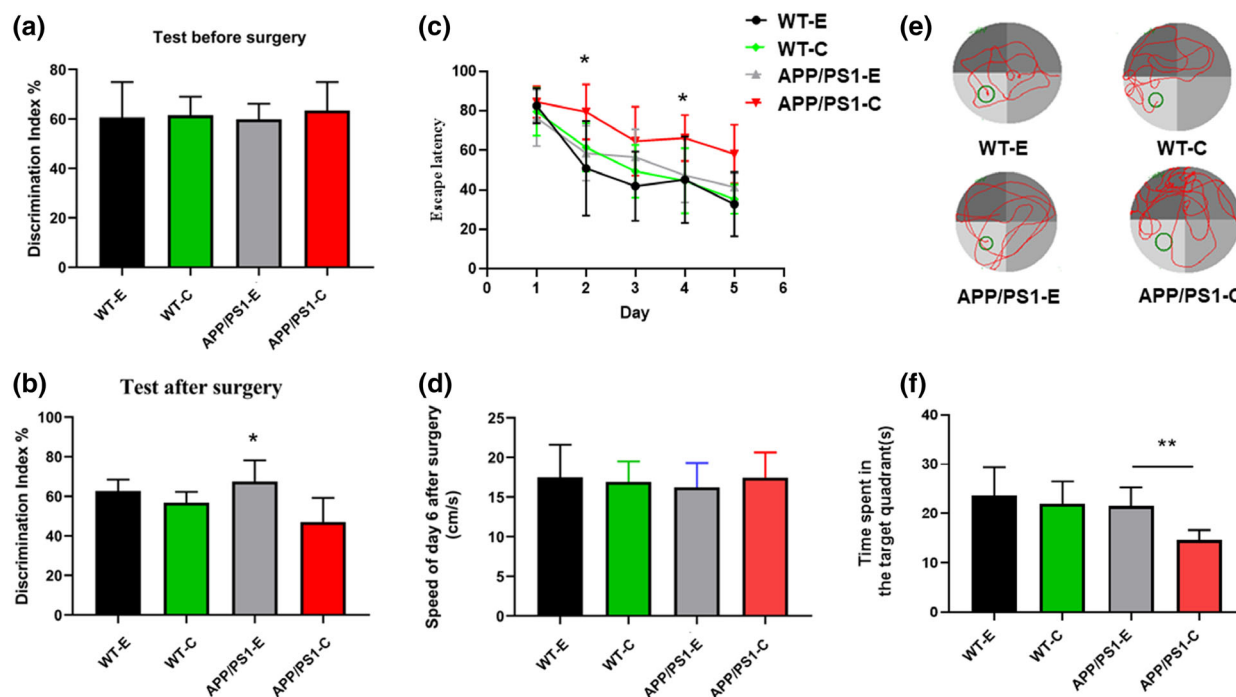 (a)
Test before surgery
Discrimination Index %
80
60
40
20
0
WT-E
WT-C
APP/PS1-E
APP/PS1-C
(b)
Test after surgery
Discrimination Index %
100
80
60
40
20
0
*
WT-E
WT-C
APP/PS1-E
APP/PS1-C
(c)
WT-E
WT-C
APP/PS1-E
APP/PS1-C
Escape latency
100
80
60
40
20
0
*
*
0
1
2
3
4
5
6
Day
(d)
Speed of day 6 after surgery
(cm/s)
25
20
15
10
5
0
WT-E
WT-C
APP/PS1-E
APP/PS1-C
(e)
WT-E
WT-C
APP/PS1-E
APP/PS1-C
(f)
Time spent in
the target quadrant(s)
40
30
20
10
0
**
WT-E
WT-C
APP/PS1-E
APP/PS1-C